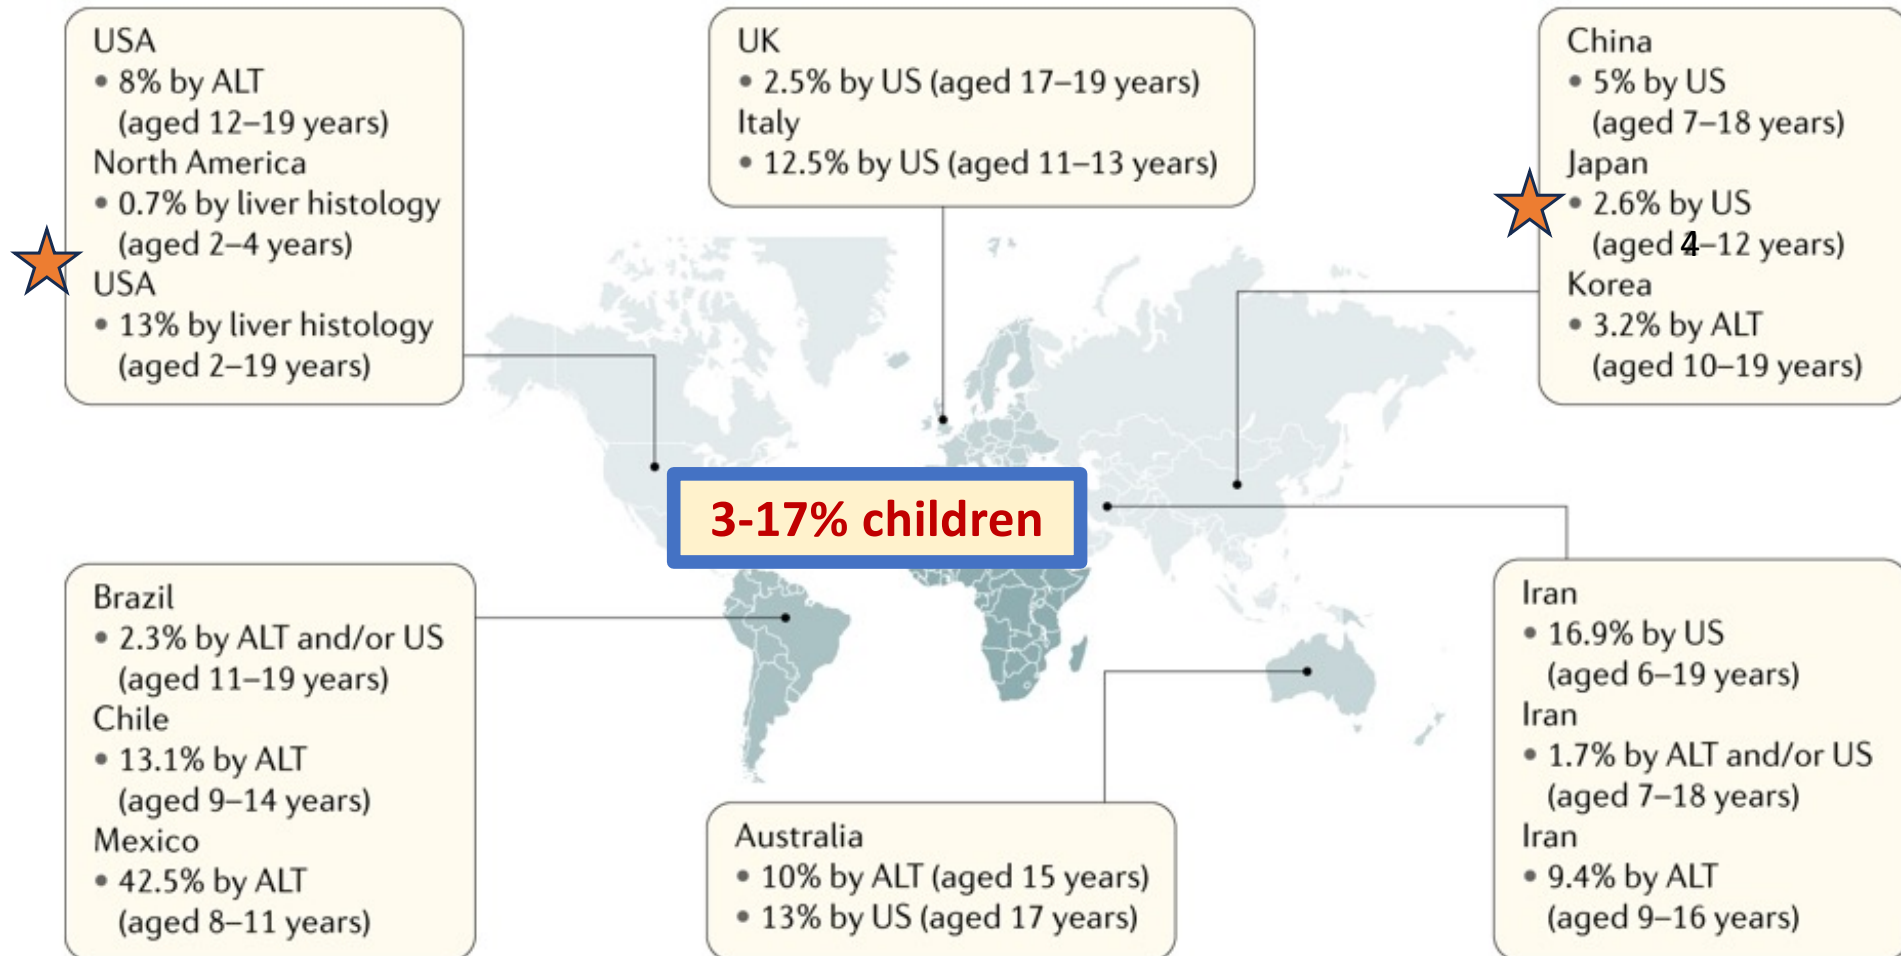 USA
• 8% by ALT
(aged 12–19 years)
North America
• 0.7% by liver histology
(aged 2–4 years)
USA
• 13% by liver histology
(aged 2–19 years)
UK
• 2.5% by US (aged 17–19 years)
Italy
• 12.5% by US (aged 11–13 years)
China
• 5% by US
(aged 7–18 years)
Japan
• 2.6% by US
(aged 4–12 years)
Korea
• 3.2% by ALT
(aged 10–19 years)
3-17% children
Brazil
• 2.3% by ALT and/or US
(aged 11–19 years)
Chile
• 13.1% by ALT
(aged 9–14 years)
Mexico
• 42.5% by ALT
(aged 8–11 years)
Australia
• 10% by ALT (aged 15 years)
• 13% by US (aged 17 years)
Iran
• 16.9% by US
(aged 6–19 years)
Iran
• 1.7% by ALT and/or US
(aged 7–18 years)
Iran
• 9.4% by ALT
(aged 9–16 years)